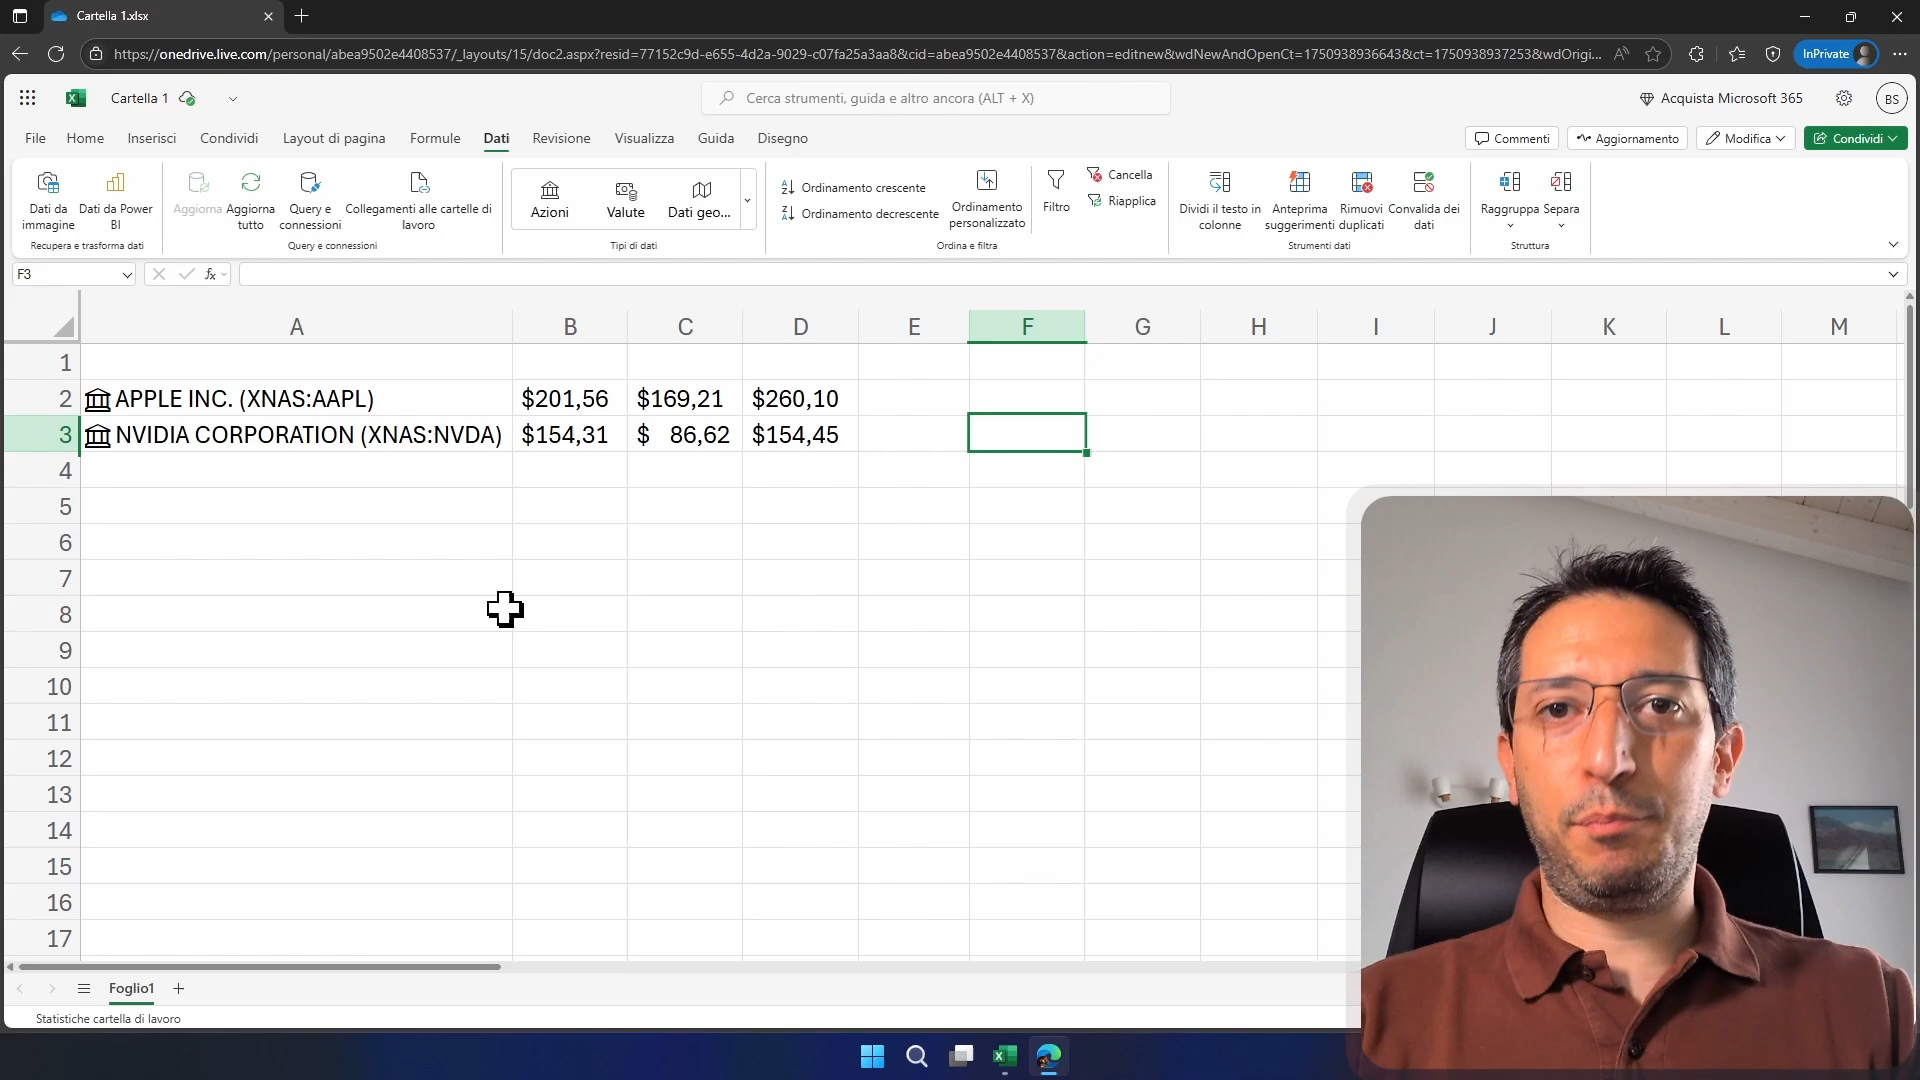 Cartella 1.xlsx
https://onedrive.live.com/personal/abea9502e4408537/_layouts/15/doc2.aspx?resid=77152c9d-e655-4d2a-9029-c07fa25a3aa8&cid=abea9502e4408537&action=editnew&wdNewAndOpenCt=1750938936643&ct=1750938937253&wdOrigi...
InPrivate
Cartella 1
Cerca strumenti, guida e altro ancora (ALT + X)
Acquista Microsoft 365
BS
File Home Inserisci Condividi Layout di pagina Formule Dati Revisione Visualizza Guida Disegno
Commenti Aggiornamento Modifica Condividi
Dati da immagine
Dati da Power BI
Recupera e trasforma dati
Aggiorna
Aggiorna tutto
Query e connessioni
Collegamenti alle cartelle di lavoro
Query e connessioni
Azioni
Valute
Dati geo...
Tipi di dati
Ordinamento crescente
Ordinamento decrescente
Ordinamento personalizzato
Filtro
Cancella
Riapplica
Ordina e filtra
Dividi il testo in colonne
Anteprima suggerimenti
Rimuovi duplicati
Convalida dei dati
Strumenti dati
Raggruppa
Separa
Struttura
F3
fx
A B C D E F G H I J K L M
1
2 APPLE INC. (XNAS:AAPL) $201,56 $169,21 $260,10
3 NVIDIA CORPORATION (XNAS:NVDA) $154,31 $ 86,62 $154,45
4
5
6
7
8
9
10
11
12
13
14
15
16
17
Foglio1
Statistiche cartella di lavoro